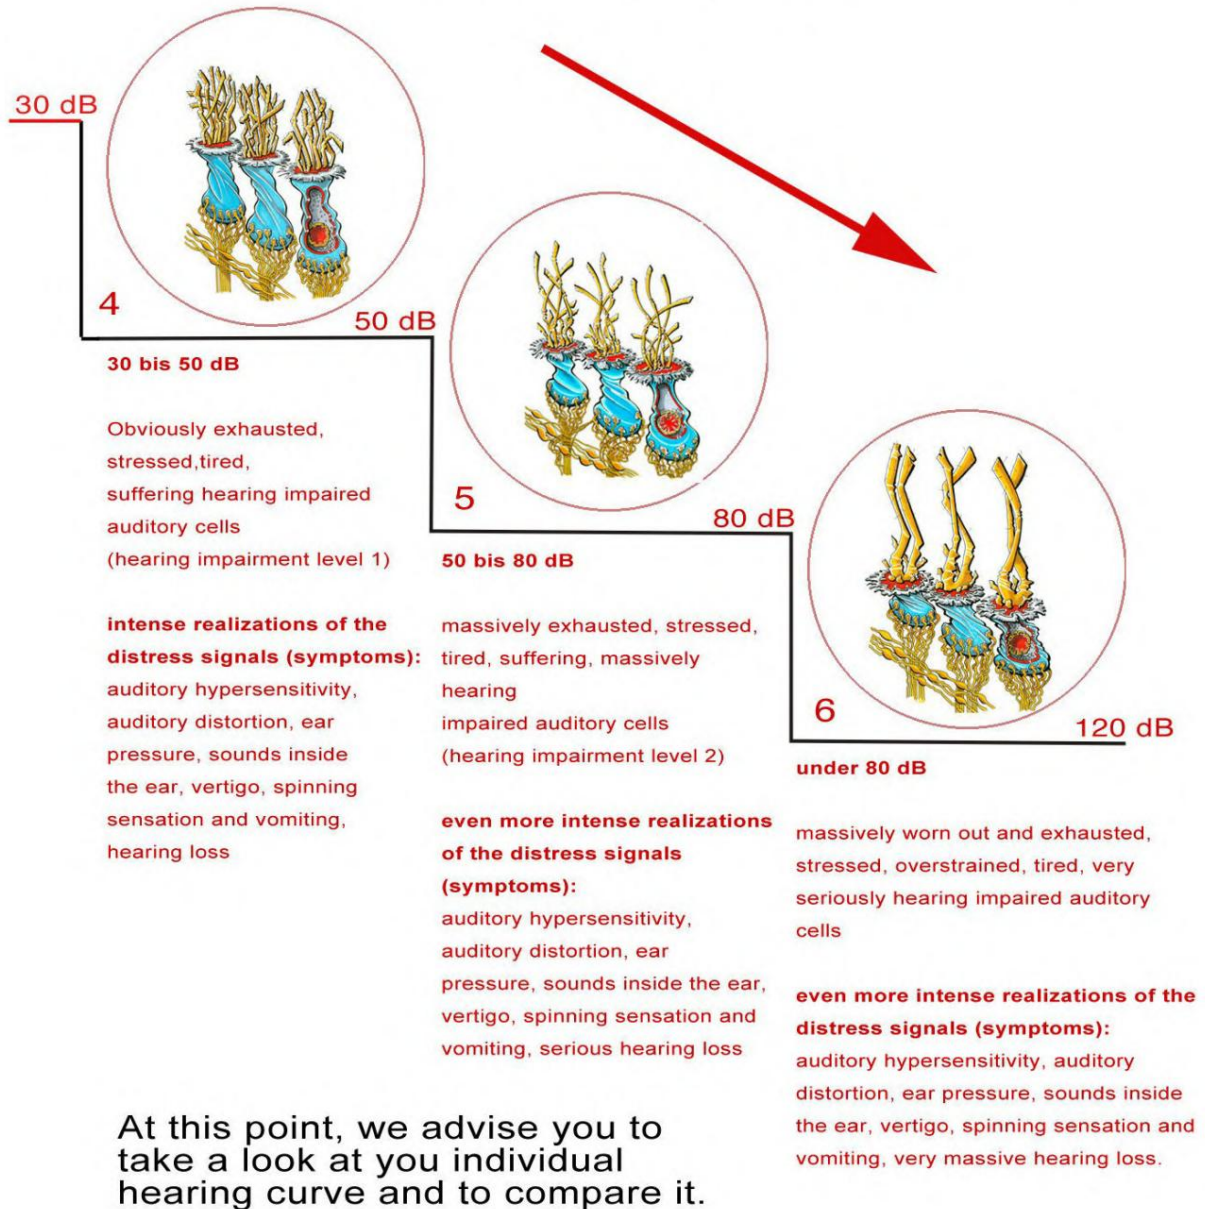 30 dB
4
50 dB
30 bis 50 dB
Obviously exhausted,
stressed,tired,
suffering hearing impaired
auditory cells
(hearing impairment level 1)
intense realizations of the
distress signals (symptoms):
auditory hypersensitivity,
auditory distortion, ear
pressure, sounds inside
the ear, vertigo, spinning
sensation and vomiting,
hearing loss
5
80 dB
50 bis 80 dB
massively exhausted, stressed,
tired, suffering, massively
hearing
impaired auditory cells
(hearing impairment level 2)
even more intense realizations
of the distress signals
(symptoms):
auditory hypersensitivity,
auditory distortion, ear
pressure, sounds inside the ear,
vertigo, spinning sensation and
vomiting, serious hearing loss
6
120 dB
under 80 dB
massively worn out and exhausted,
stressed, overstrained, tired, very
seriously hearing impaired auditory
cells
even more intense realizations of the
distress signals (symptoms):
auditory hypersensitivity, auditory
distortion, ear pressure, sounds inside
the ear, vertigo, spinning sensation and
vomiting, very massive hearing loss.
At this point, we advise you to
take a look at you individual
hearing curve and to compare it.